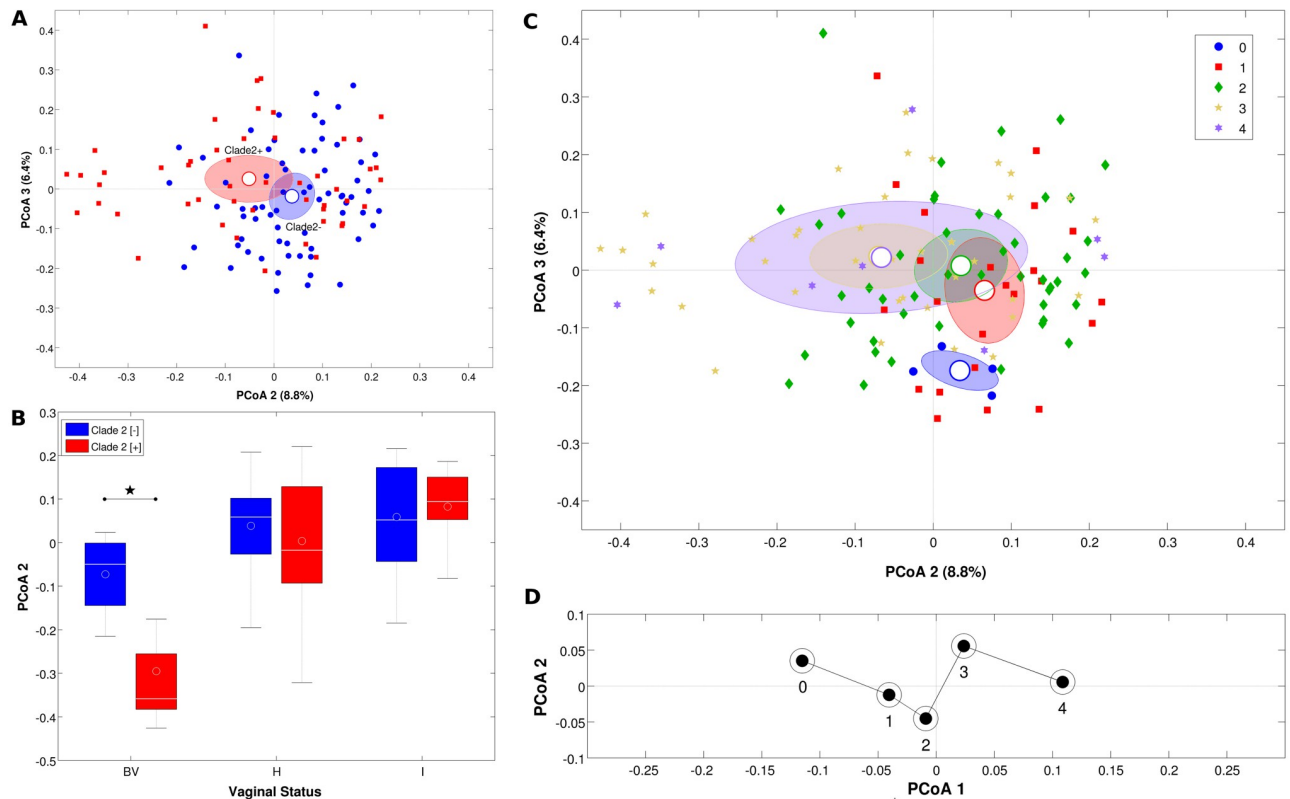 A
0.4
0.3
0.2
0.1
0
-0.1
-0.2
-0.3
-0.4
PCoA 3 (6.4%)
Clade2+
Clade2-
-0.4 -0.3 -0.2 -0.1 0 0.1 0.2 0.3 0.4
PCoA 2 (8.8%)
B
0.3
0.2
0.1
0
-0.1
-0.2
-0.3
-0.4
-0.5
PCoA 2
Clade 2 [-]
Clade 2 [+]
★
BV H I
Vaginal Status
C
0.4
0.3
0.2
0.1
0
-0.1
-0.2
-0.3
-0.4
PCoA 3 (6.4%)
0
1
2
3
4
-0.4 -0.3 -0.2 -0.1 0 0.1 0.2 0.3 0.4
PCoA 2 (8.8%)
D
0.1
0.05
0
-0.05
-0.1
PCoA 2
0
1
2
3
4
-0.25 -0.2 -0.15 -0.1 -0.05 0 0.05 0.1 0.15 0.2 0.25
PCoA 1